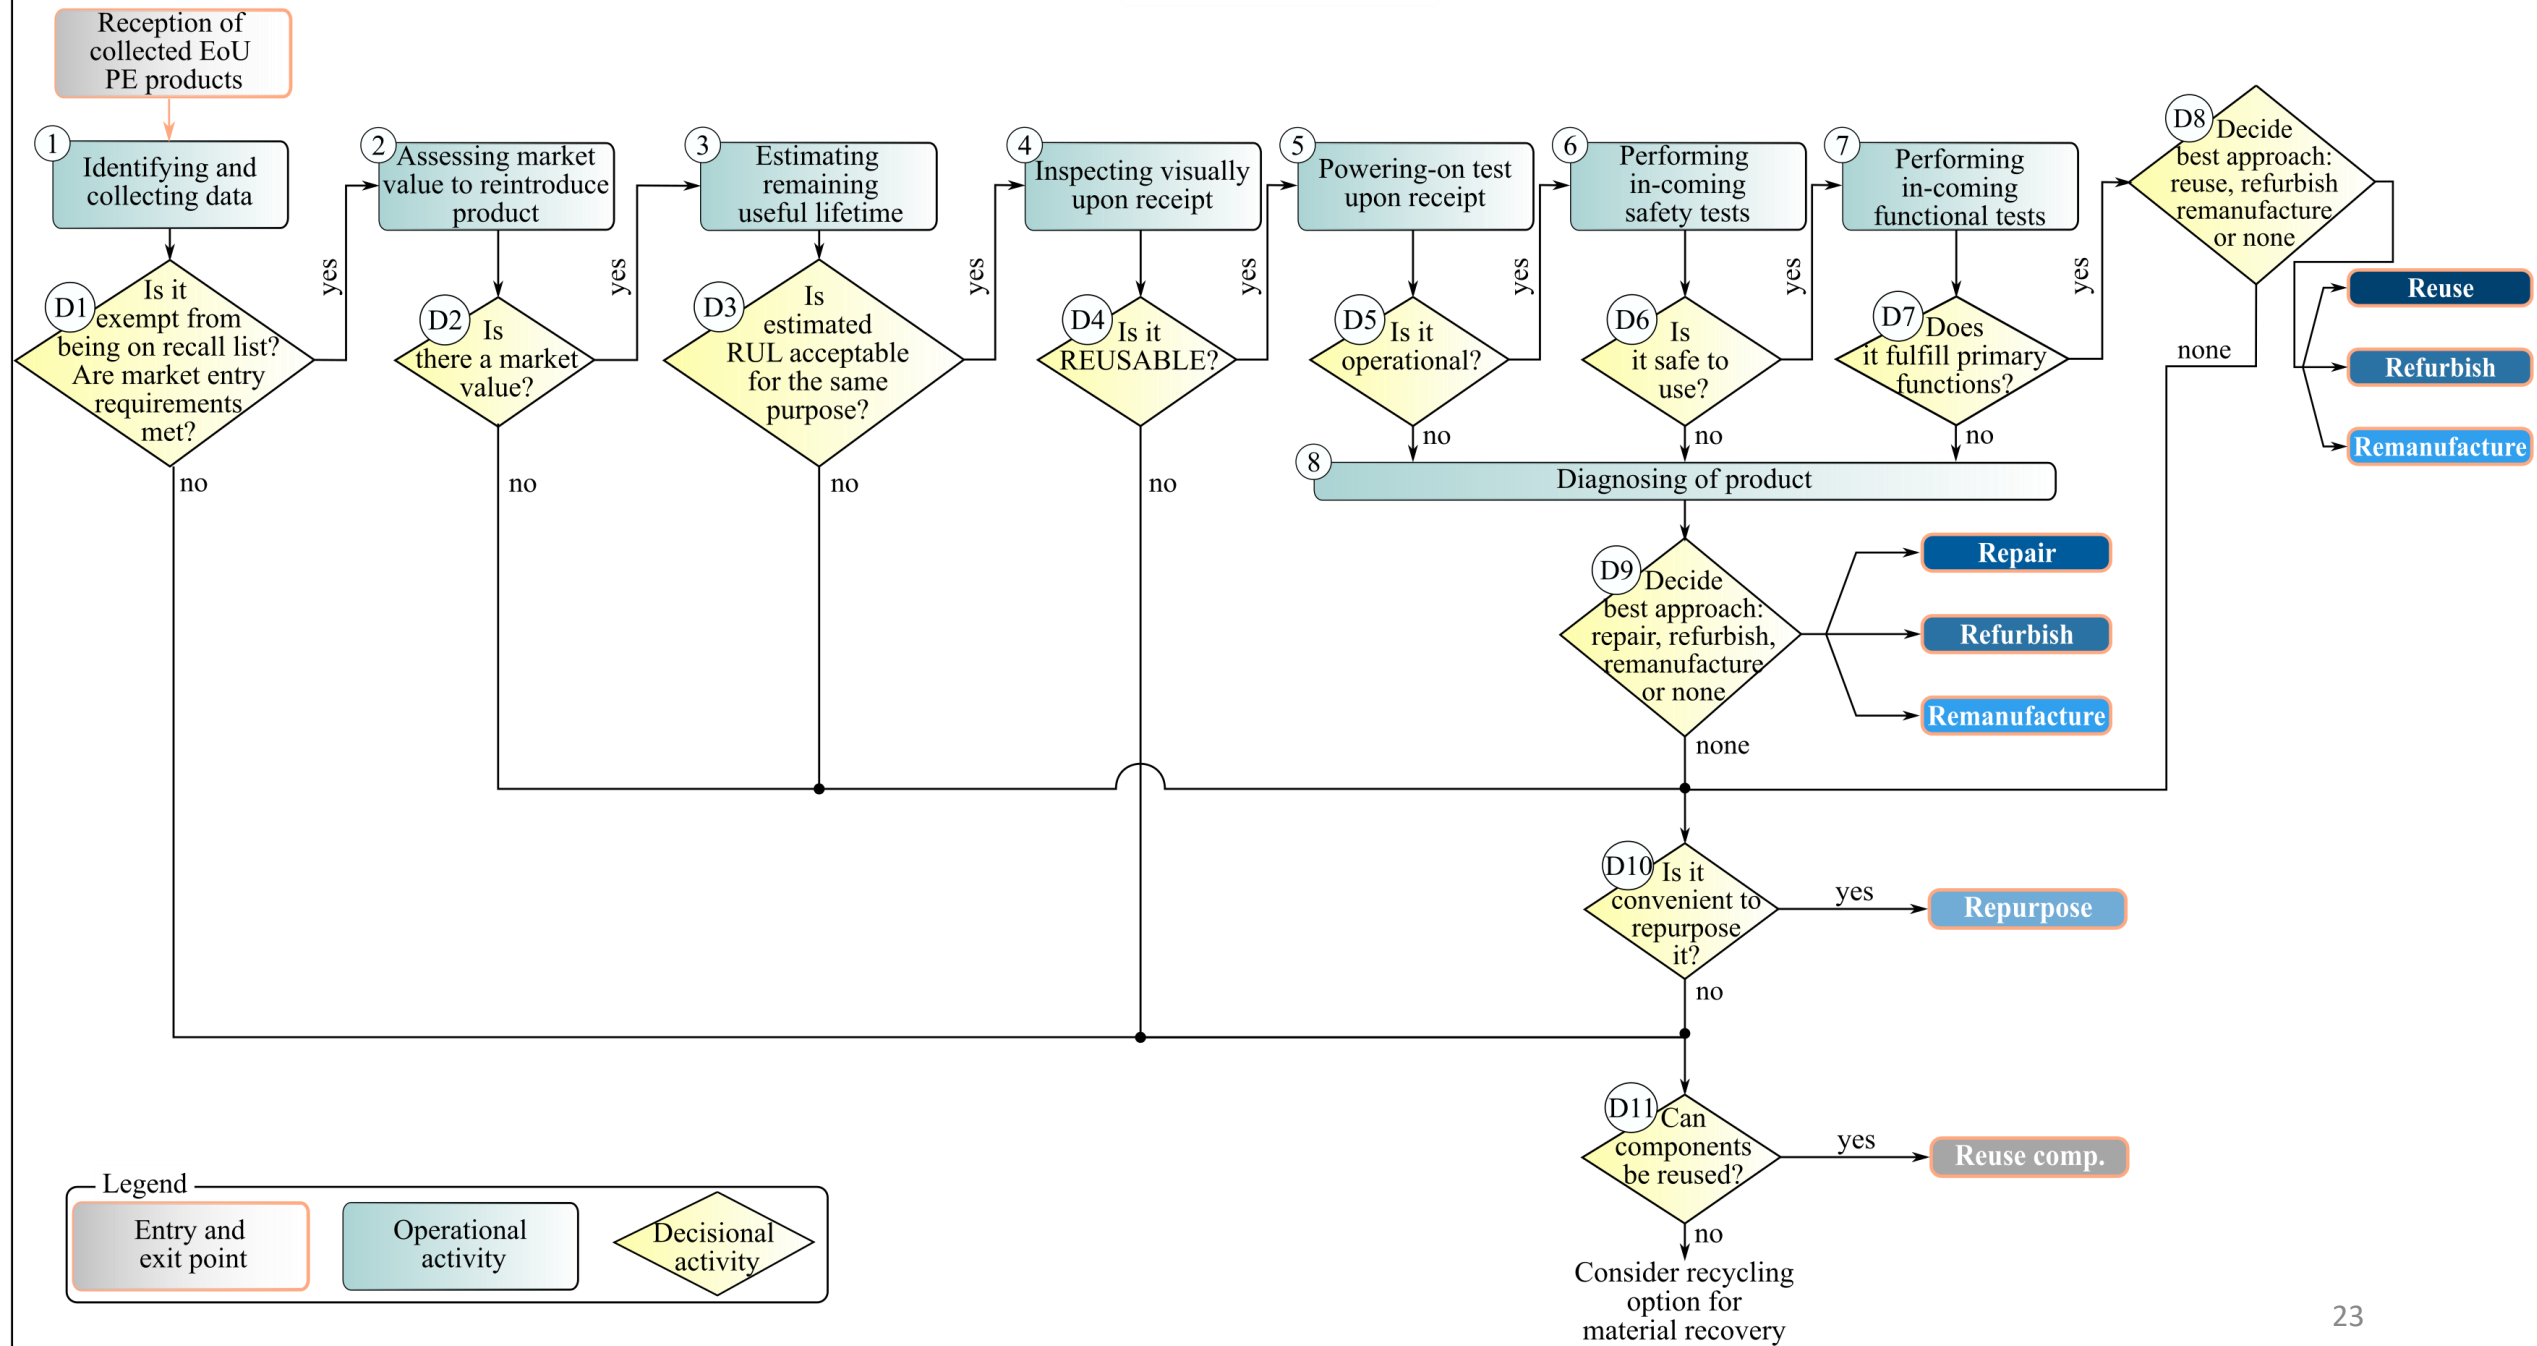 Reception of
collected EoU
PE products
1
Identifying and
collecting data
2
Assessing market
value to reintroduce
product
3
Estimating
remaining
useful lifetime
4
Inspecting visually
upon receipt
5
Powering-on test
upon receipt
6
Performing
in-coming
safety tests
7
Performing
in-coming
functional tests
D8
Decide
best approach:
reuse, refurbish
remanufacture
or none
D1
Is it
exempt from
being on recall list?
Are market entry
requirements
met?
yes
no
D2
Is
there a market
value?
yes
no
D3
Is
estimated
RUL acceptable
for the same
purpose?
yes
no
D4
Is it
REUSABLE?
yes
no
D5
Is it
operational?
yes
no
D6
Is
it safe to
use?
yes
no
D7
Does
it fulfill primary
functions?
yes
no
none
Reuse
Refurbish
Remanufacture
8
Diagnosing of product
D9
Decide
best approach:
repair, refurbish,
remanufacture
or none
Repair
Refurbish
Remanufacture
none
D10
Is it
convenient to
repurpose
it?
yes
Repurpose
no
D11
Can
components
be reused?
yes
Reuse comp.
no
Consider recycling
option for
material recovery
Legend
Entry and
exit point
Operational
activity
Decisional
activity
23